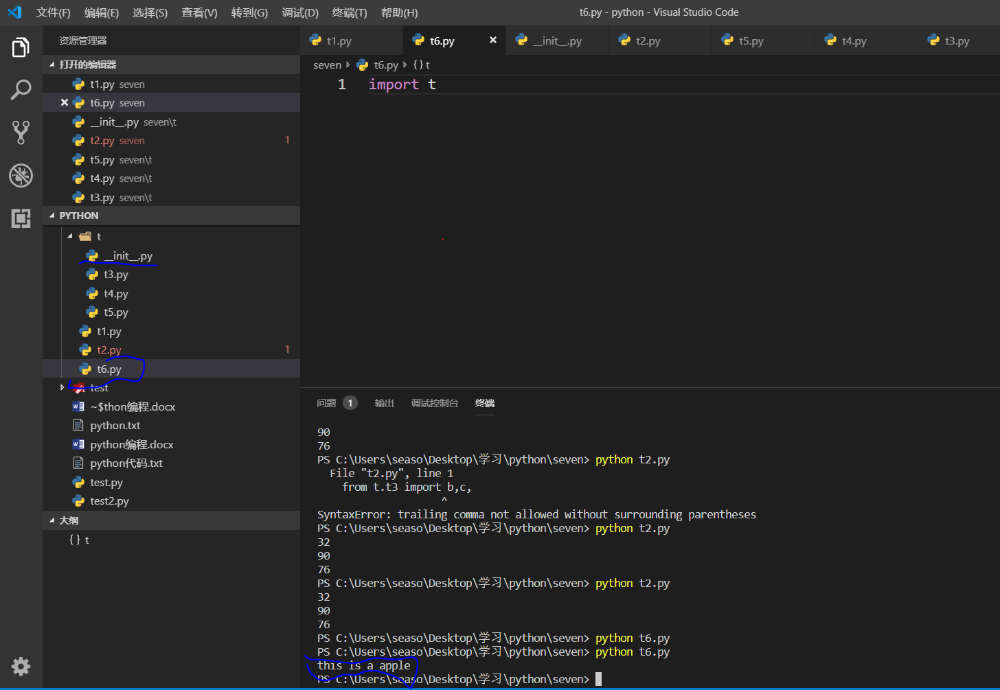 文件(F) 编辑(E) 选择(S) 查看(V) 转到(G) 调试(D) 终端(T) 帮助(H) t6.py - python - Visual Studio Code
资源管理器
打开的编辑器
t1.py seven
t6.py seven
__init__.py seven\t
t2.py seven 1
t5.py seven\t
t4.py seven\t
t3.py seven\t
PYTHON
t
__init__.py
t3.py
t4.py
t5.py
t1.py
t2.py 1
t6.py
test
~$thon编程.docx
python.txt
python编程.docx
python代码.txt
test.py
test2.py
大纲
{} t
t1.py t6.py __init__.py t2.py t5.py t4.py t3.py
seven t6.py {} t
1 import t
问题 1 输出 调试控制台 终端
90
76
PS C:\Users\seaso\Desktop\学习\python\seven> python t2.py
File "t2.py", line 1
from t.t3 import b,c,
^
SyntaxError: trailing comma not allowed without surrounding parentheses
PS C:\Users\seaso\Desktop\学习\python\seven> python t2.py
32
90
76
PS C:\Users\seaso\Desktop\学习\python\seven> python t2.py
32
90
76
PS C:\Users\seaso\Desktop\学习\python\seven> python t6.py
PS C:\Users\seaso\Desktop\学习\python\seven> python t6.py
this is a apple
PS C:\Users\seaso\Desktop\学习\python\seven>